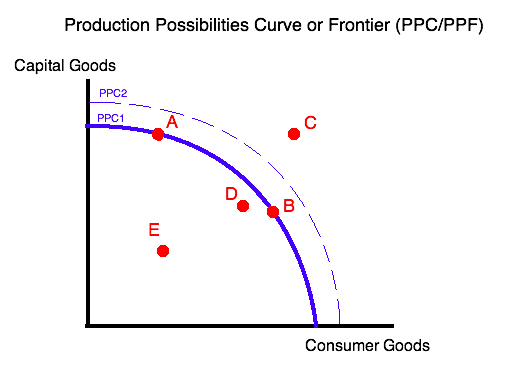 Production Possibilities Curve or Frontier (PPC/PPF)
Capital Goods
PPC2
PPC1
A
C
D
B
E
Consumer Goods